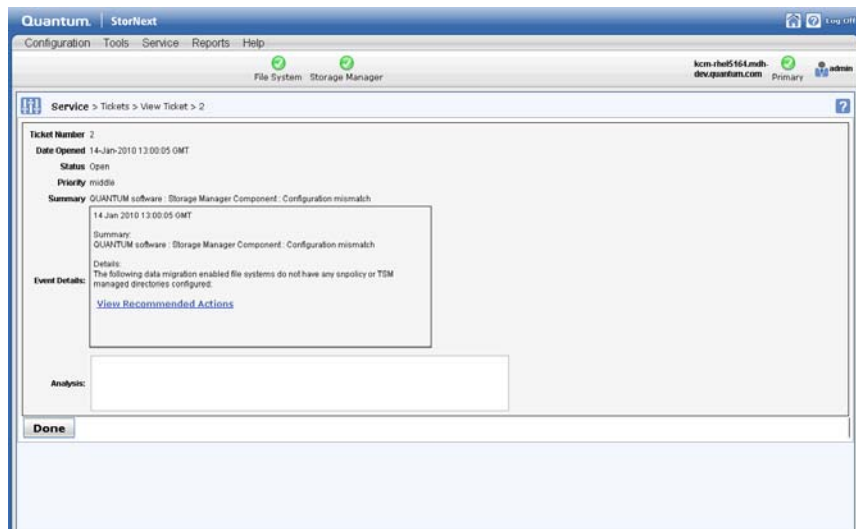 Quantum. StorNext
Log Off
Configuration Tools Service Reports Help
File System Storage Manager
kcm-rhel5164.mdh-
dev.quantum.com
Primary
admin
Service > Tickets > View Ticket > 2
Ticket Number 2
Date Opened 14-Jan-2010 13:00:05 GMT
Status Open
Priority middle
Summary QUANTUM software : Storage Manager Component : Configuration mismatch
Event Details:
14 Jan 2010 13:00:05 GMT
Summary:
QUANTUM software : Storage Manager Component : Configuration mismatch
Details:
The following data migration enabled file systems do not have any snpolicy or TSM
managed directories configured:
View Recommended Actions
Analysis:
Done